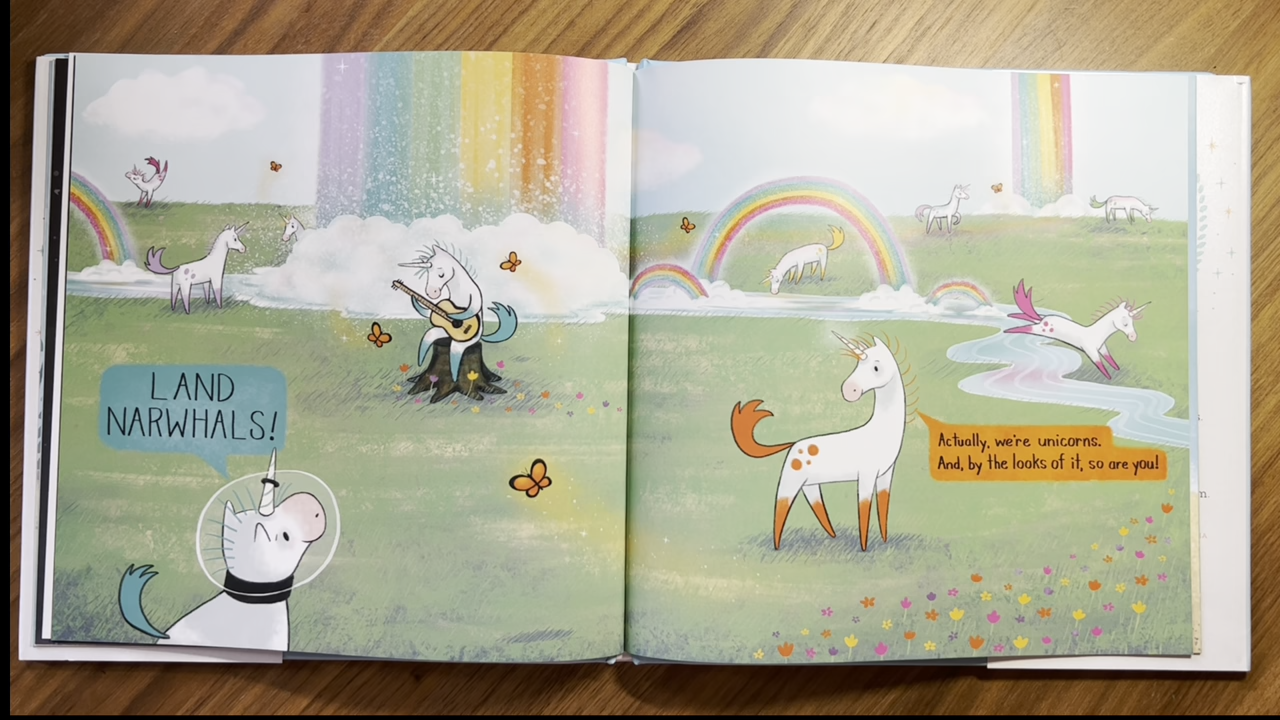 LAND
NARWHALS!
Actually, we're unicorns.
And, by the looks of it, so are you!